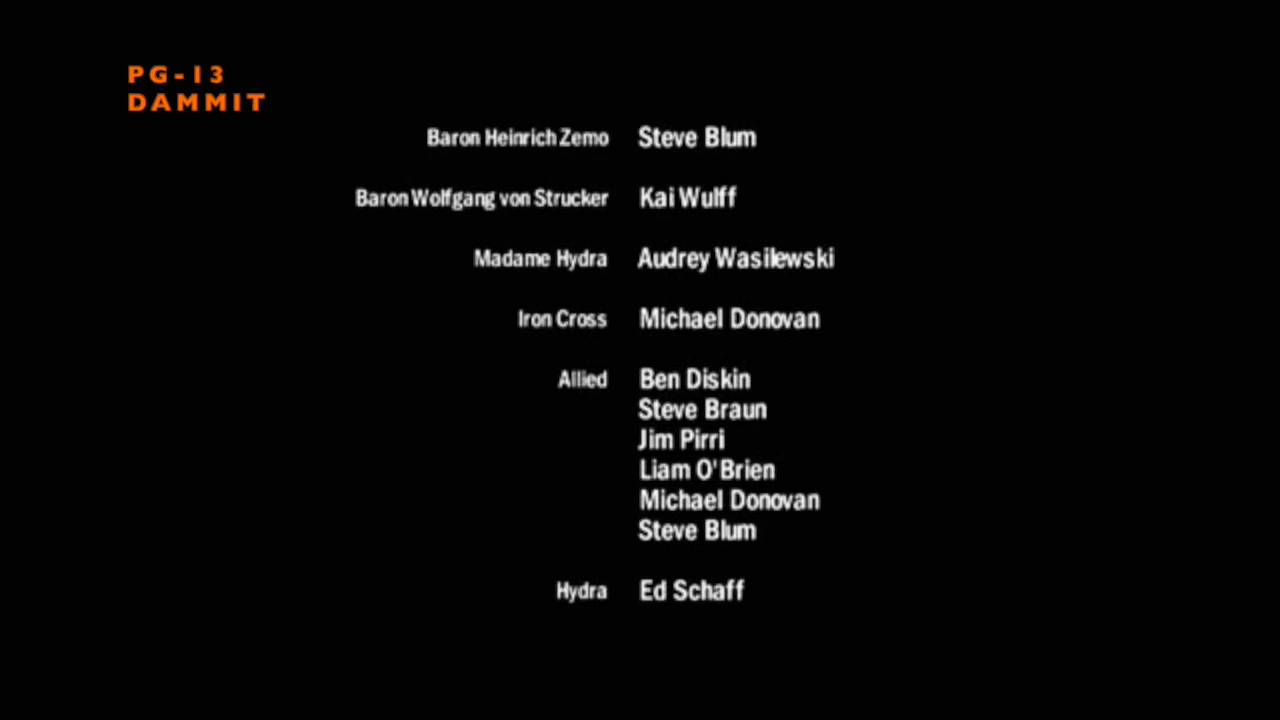 PG-13
DAMMIT
Baron Heinrich Zemo Steve Blum
Baron Wolfgang von Strucker Kai Wulff
Madame Hydra Audrey Wasilewski
Iron Cross Michael Donovan
Allied Ben Diskin
Steve Braun
Jim Pirri
Liam O'Brien
Michael Donovan
Steve Blum
Hydra Ed Schaff